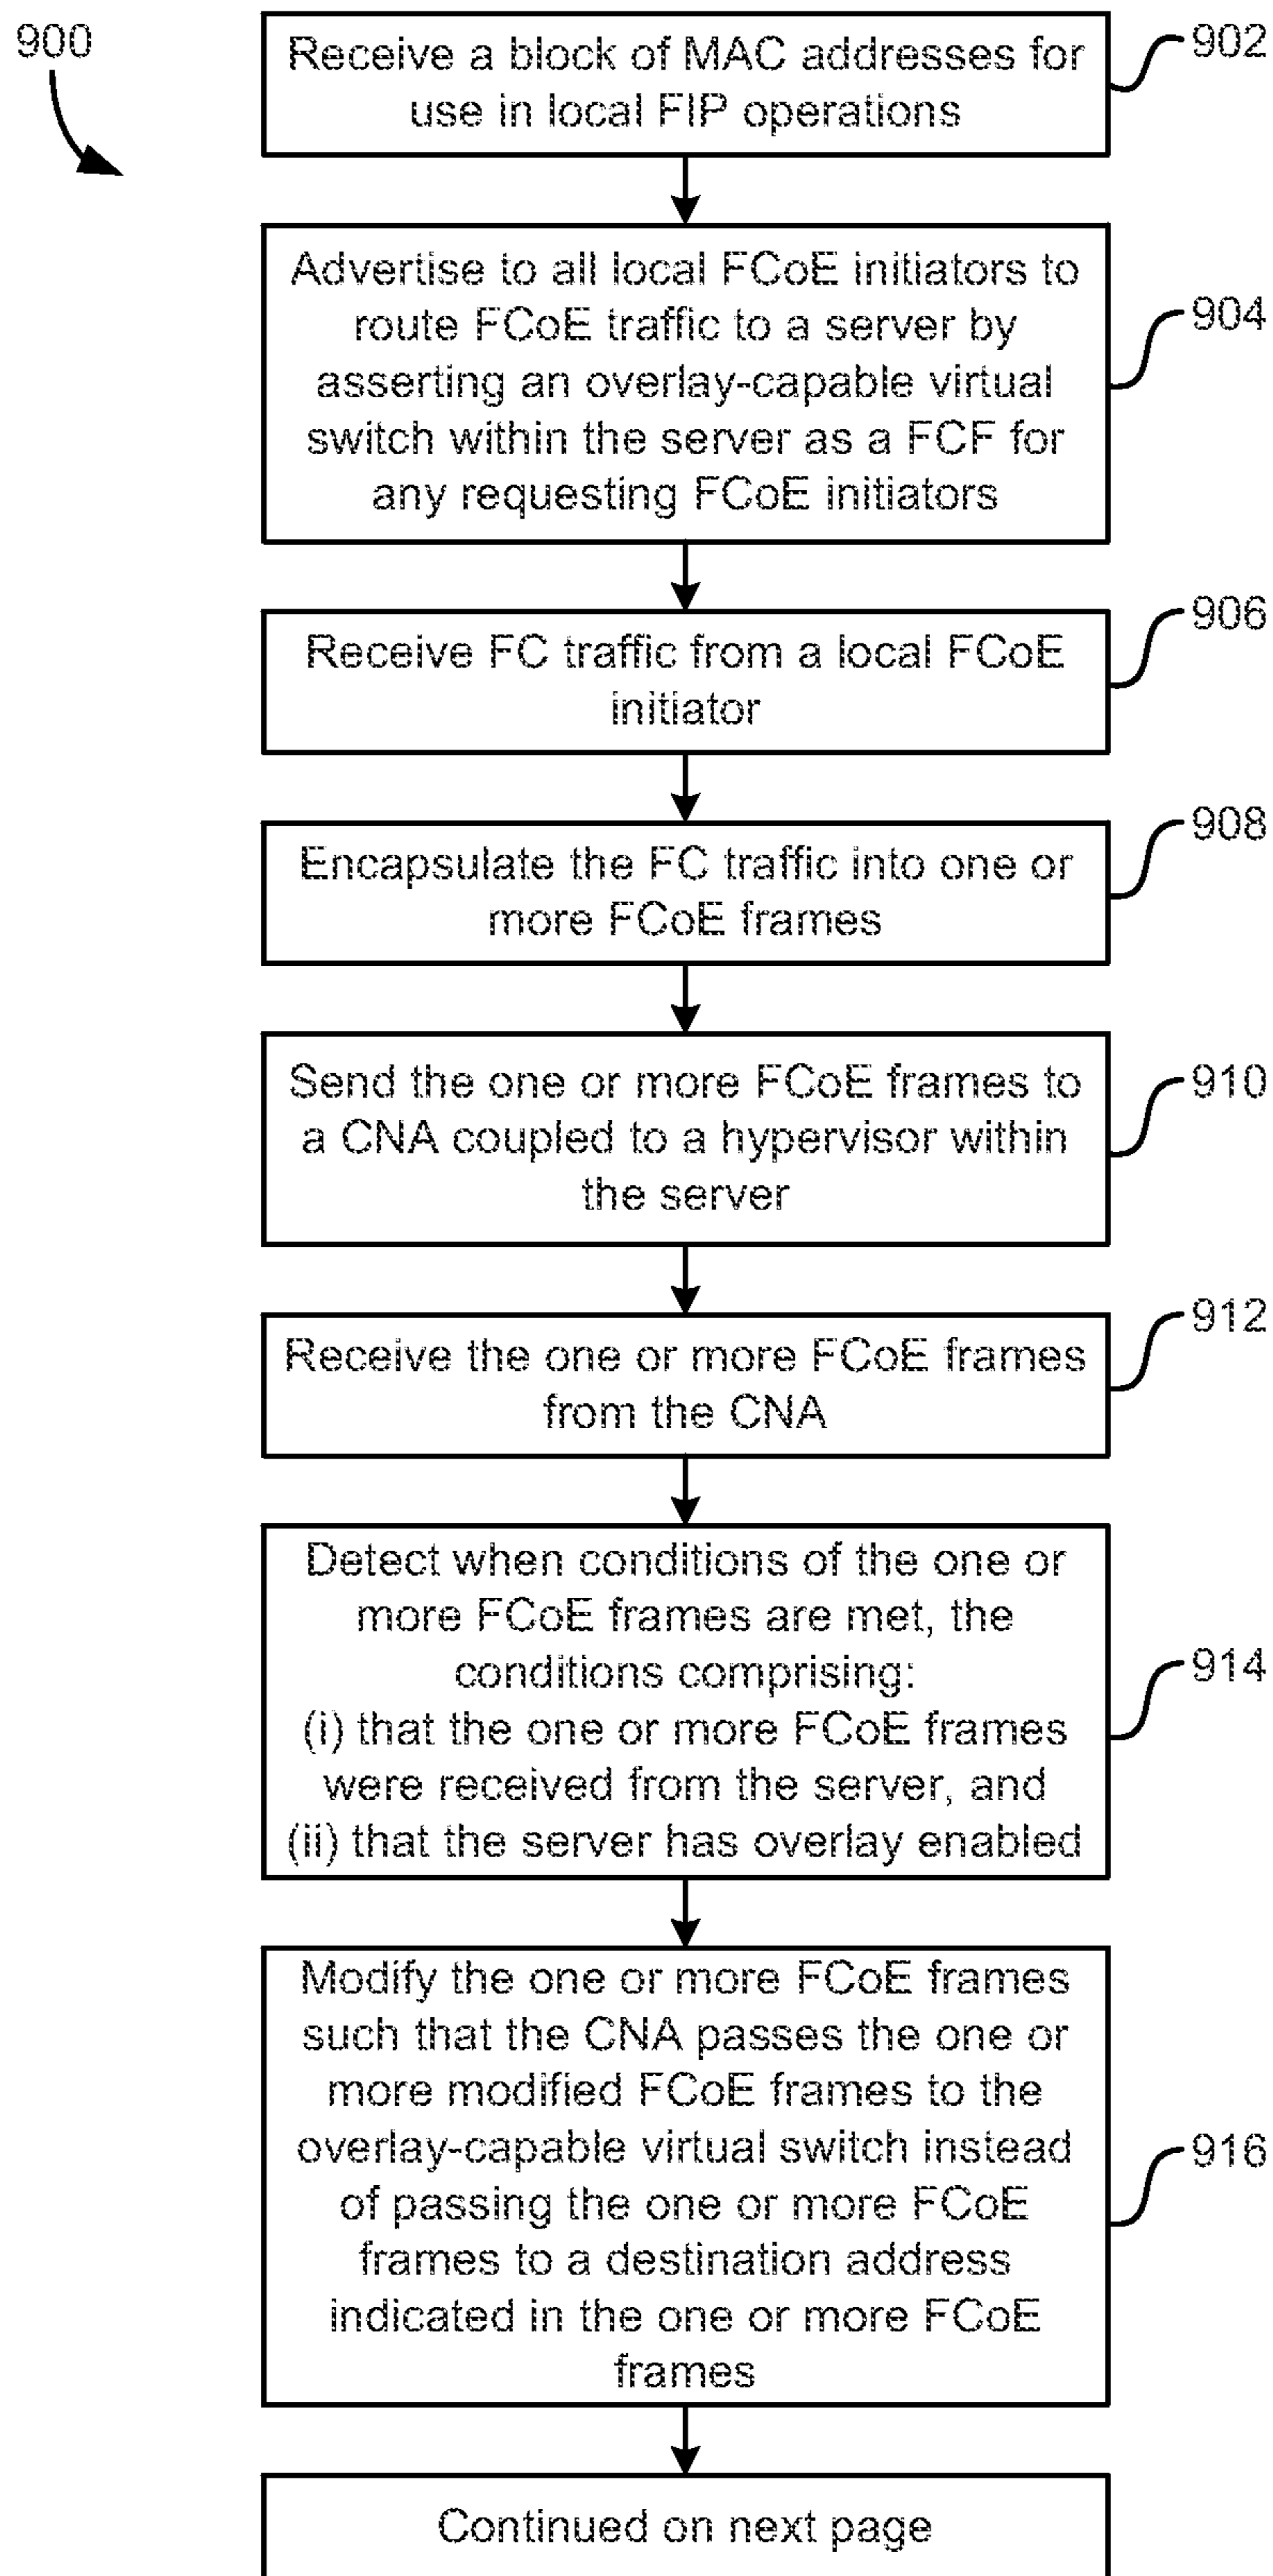 900
Receive a block of MAC addresses for
use in local FIP operations
902
Advertise to all local FCoE initiators to
route FCoE traffic to a server by
asserting an overlay-capable virtual
switch within the server as a FCF for
any requesting FCoE initiators
904
Receive FC traffic from a local FCoE
initiator
906
Encapsulate the FC traffic into one or
more FCoE frames
908
Send the one or more FCoE frames to
a CNA coupled to a hypervisor within
the server
910
Receive the one or more FCoE frames
from the CNA
912
Detect when conditions of the one or
more FCoE frames are met, the
conditions comprising:
(i) that the one or more FCoE frames
were received from the server, and
(ii) that the server has overlay enabled
914
Modify the one or more FCoE frames
such that the CNA passes the one or
more modified FCoE frames to the
overlay-capable virtual switch instead
of passing the one or more FCoE
frames to a destination address
indicated in the one or more FCoE
frames
916
Continued on next page